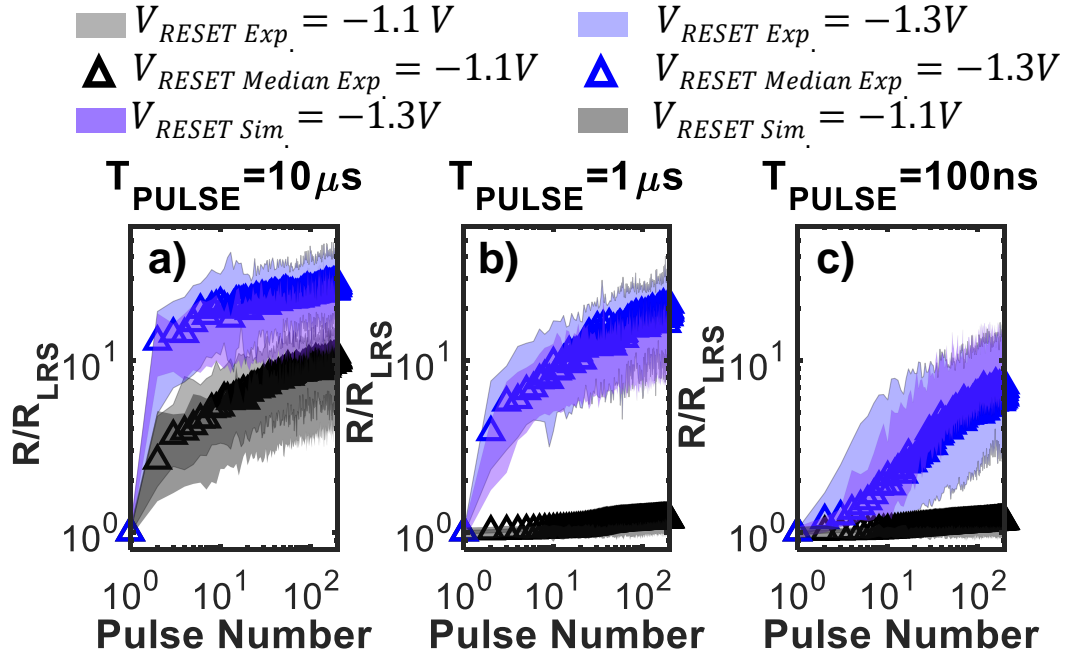 V_RESET Exp. = −1.1 V V_RESET Exp. = −1.3V
V_RESET Median Exp. = −1.1V V_RESET Median Exp. = −1.3V
V_RESET Sim. = −1.3V V_RESET Sim. = −1.1V
T_PULSE=10μs T_PULSE=1μs T_PULSE=100ns
a) b) c)
R/R_LRS R/R_LRS R/R_LRS
10^1 10^1 10^1
10^0 10^0 10^0
10^0 10^1 10^2 10^0 10^1 10^2 10^0 10^1 10^2
Pulse Number Pulse Number Pulse Number